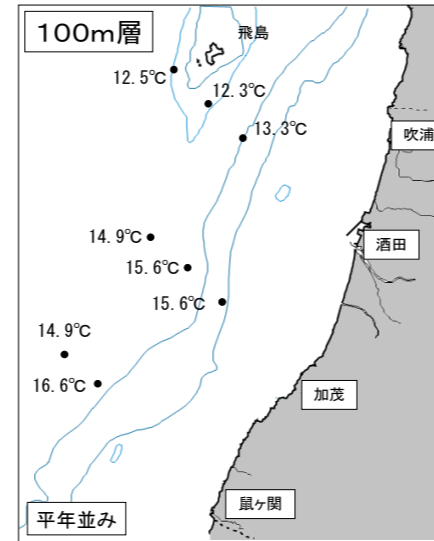 100m層
飛島
12.5℃
12.3℃
13.3℃
吹浦
14.9℃
酒田
15.6℃
15.6℃
14.9℃
16.6℃
加茂
鼠ヶ関
平年並み